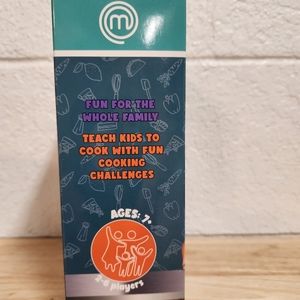 FUN FOR THE
WHOLE FAMILY
TEACH KIDS TO
COOK WITH FUN,
COOKING
CHALLENGES
AGES: 7+
2-6 players